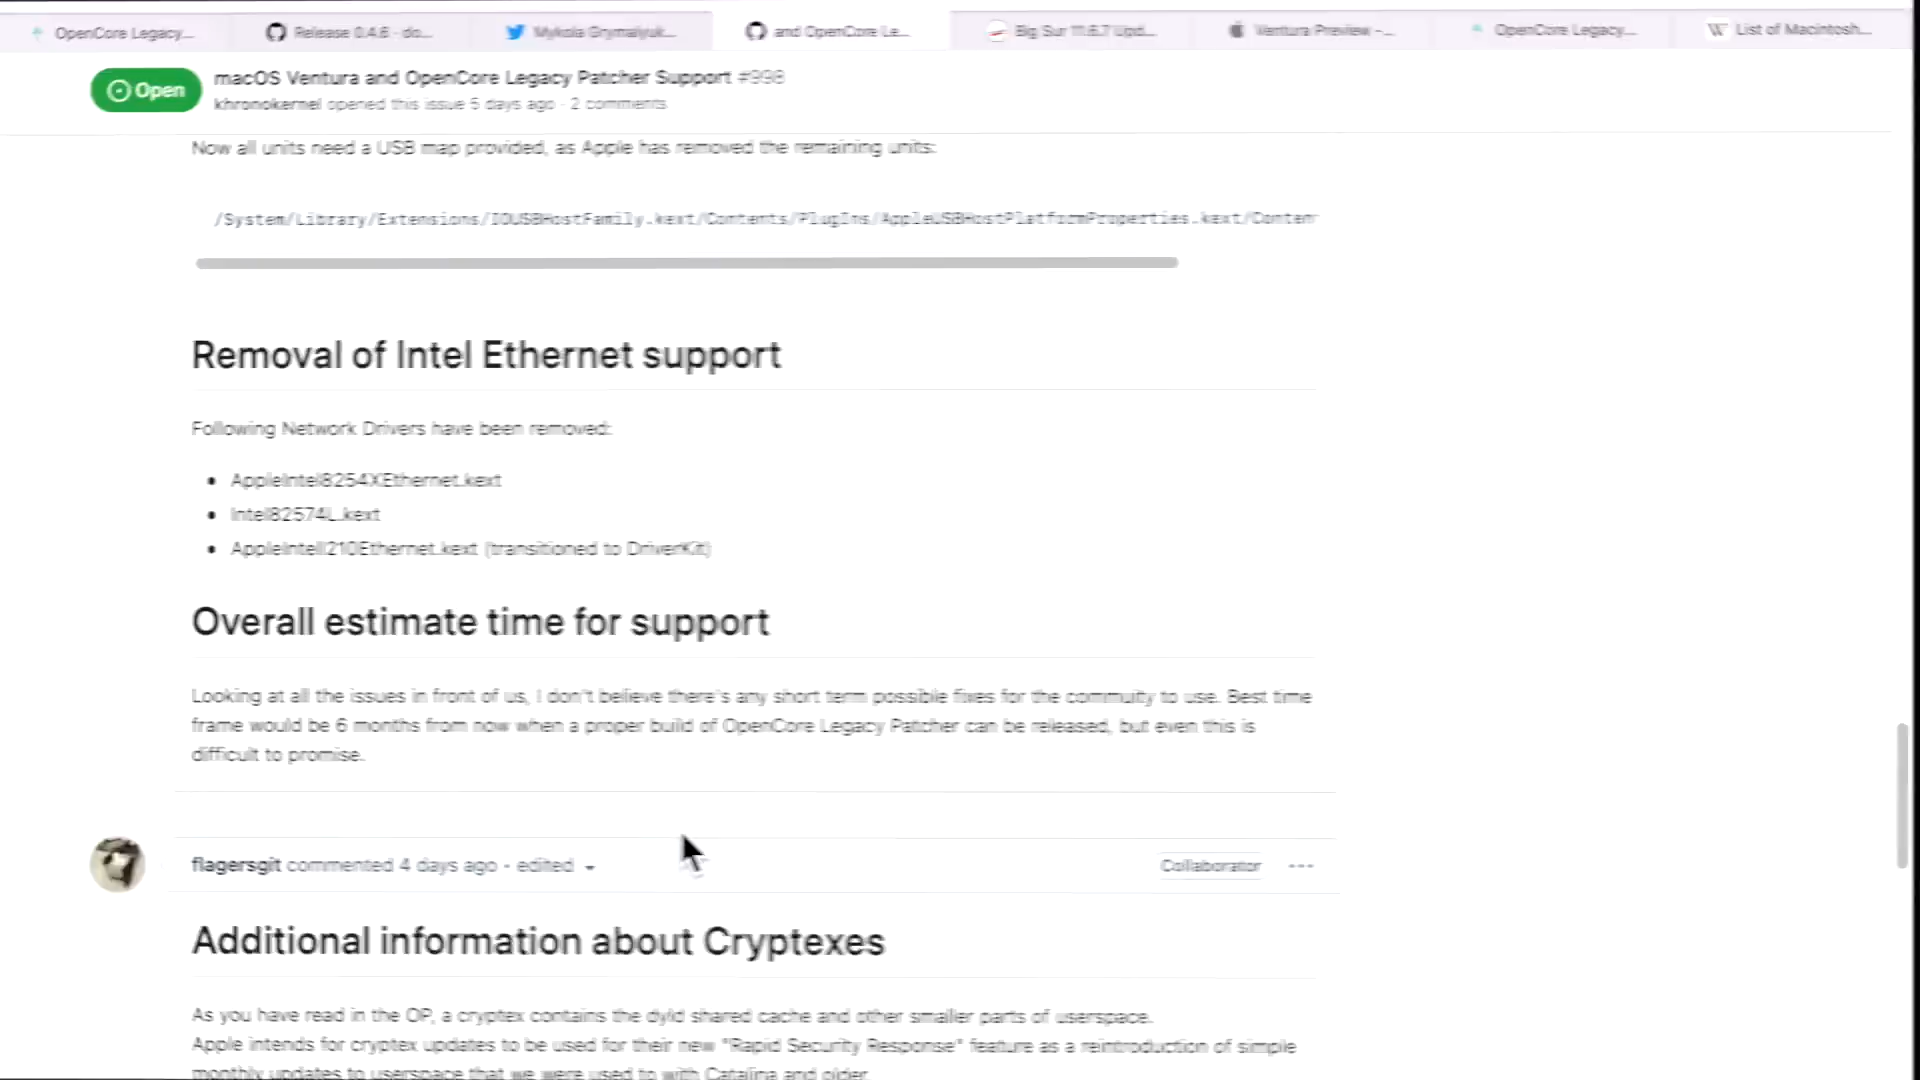 OpenCore Legacy...
Release 0.4.6 · do...
Mykola Grymalyuk...
and OpenCore Le...
Big Sur 11.6.7 Upd...
Ventura Preview -...
OpenCore Legacy...
List of Macintosh...
Open
macOS Ventura and OpenCore Legacy Patcher Support #998
khronokernel opened this issue 5 days ago · 2 comments
Now all units need a USB map provided, as Apple has removed the remaining units:
/System/Library/Extensions/IOUSBHostFamily.kext/Contents/PlugIns/AppleUSBHostPlatformProperties.kext/Conten
Removal of Intel Ethernet support
Following Network Drivers have been removed:
• AppleIntel8254XEthernet.kext
• Intel82574L.kext
• AppleIntelI210Ethernet.kext (transitioned to DriverKit)
Overall estimate time for support
Looking at all the issues in front of us, I don't believe there's any short term possible fixes for the commuity to use. Best time
frame would be 6 months from now when a proper build of OpenCore Legacy Patcher can be released, but even this is
difficult to promise.
flagersgit commented 4 days ago · edited
Collaborator
Additional information about Cryptexes
As you have read in the OP, a cryptex contains the dyld shared cache and other smaller parts of userspace.
Apple intends for cryptex updates to be used for their new "Rapid Security Response" feature as a reintroduction of simple
monthly updates to userspace that we were used to with Catalina and older.